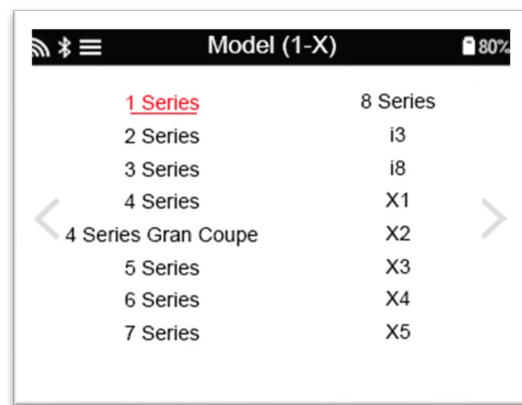 Model (1-X)
80%
1 Series
2 Series
3 Series
4 Series
4 Series Gran Coupe
5 Series
6 Series
7 Series
8 Series
i3
i8
X1
X2
X3
X4
X5